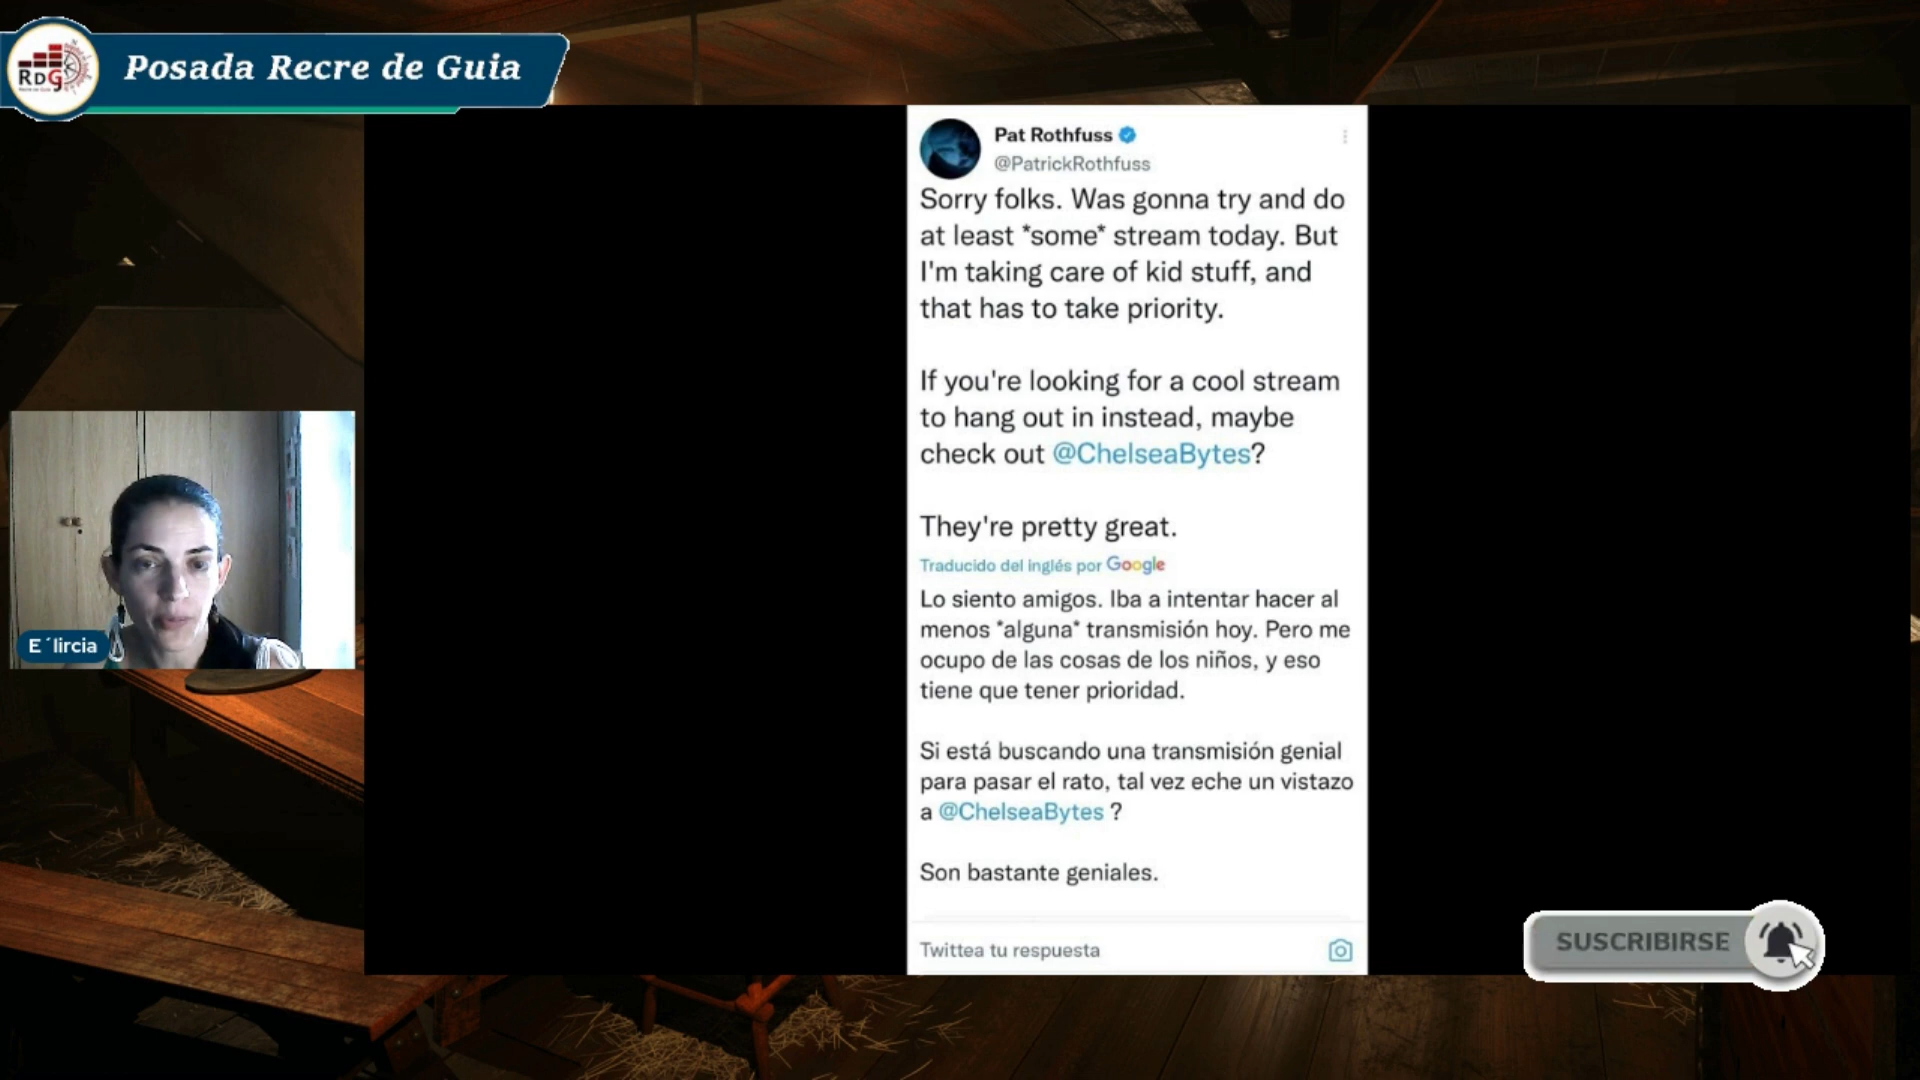 RDG
Posada Recre de Guia
Pat Rothfuss
@PatrickRothfuss
Sorry folks. Was gonna try and do
at least *some* stream today. But
I'm taking care of kid stuff, and
that has to take priority.
If you're looking for a cool stream
to hang out in instead, maybe
check out @ChelseaBytes?
They're pretty great.
Traducido del inglés por Google
Lo siento amigos. Iba a intentar hacer al
menos *alguna* transmisión hoy. Pero me
ocupo de las cosas de los niños, y eso
tiene que tener prioridad.
Si está buscando una transmisión genial
para pasar el rato, tal vez eche un vistazo
a @ChelseaBytes ?
Son bastante geniales.
Twittea tu respuesta
E´lircia
SUSCRIBIRSE